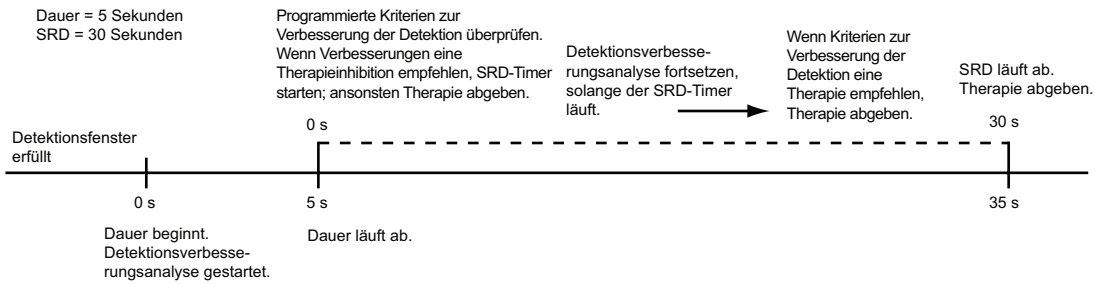 Dauer = 5 Sekunden
SRD = 30 Sekunden
Programmierte Kriterien zur
Verbesserung der Detektion überprüfen.
Wenn Verbesserungen eine
Therapieinhibition empfehlen, SRD-Timer
starten; ansonsten Therapie abgeben.
Detektionsverbesse-
rungsanalyse fortsetzen,
solange der SRD-Timer
läuft.
Wenn Kriterien zur
Verbesserung der
Detektion eine
Therapie empfehlen,
Therapie abgeben.
SRD läuft ab.
Therapie abgeben.
0 s
30 s
Detektionsfenster
erfüllt
0 s
5 s
35 s
Dauer beginnt.
Detektionsverbesse-
rungsanalyse gestartet.
Dauer läuft ab.